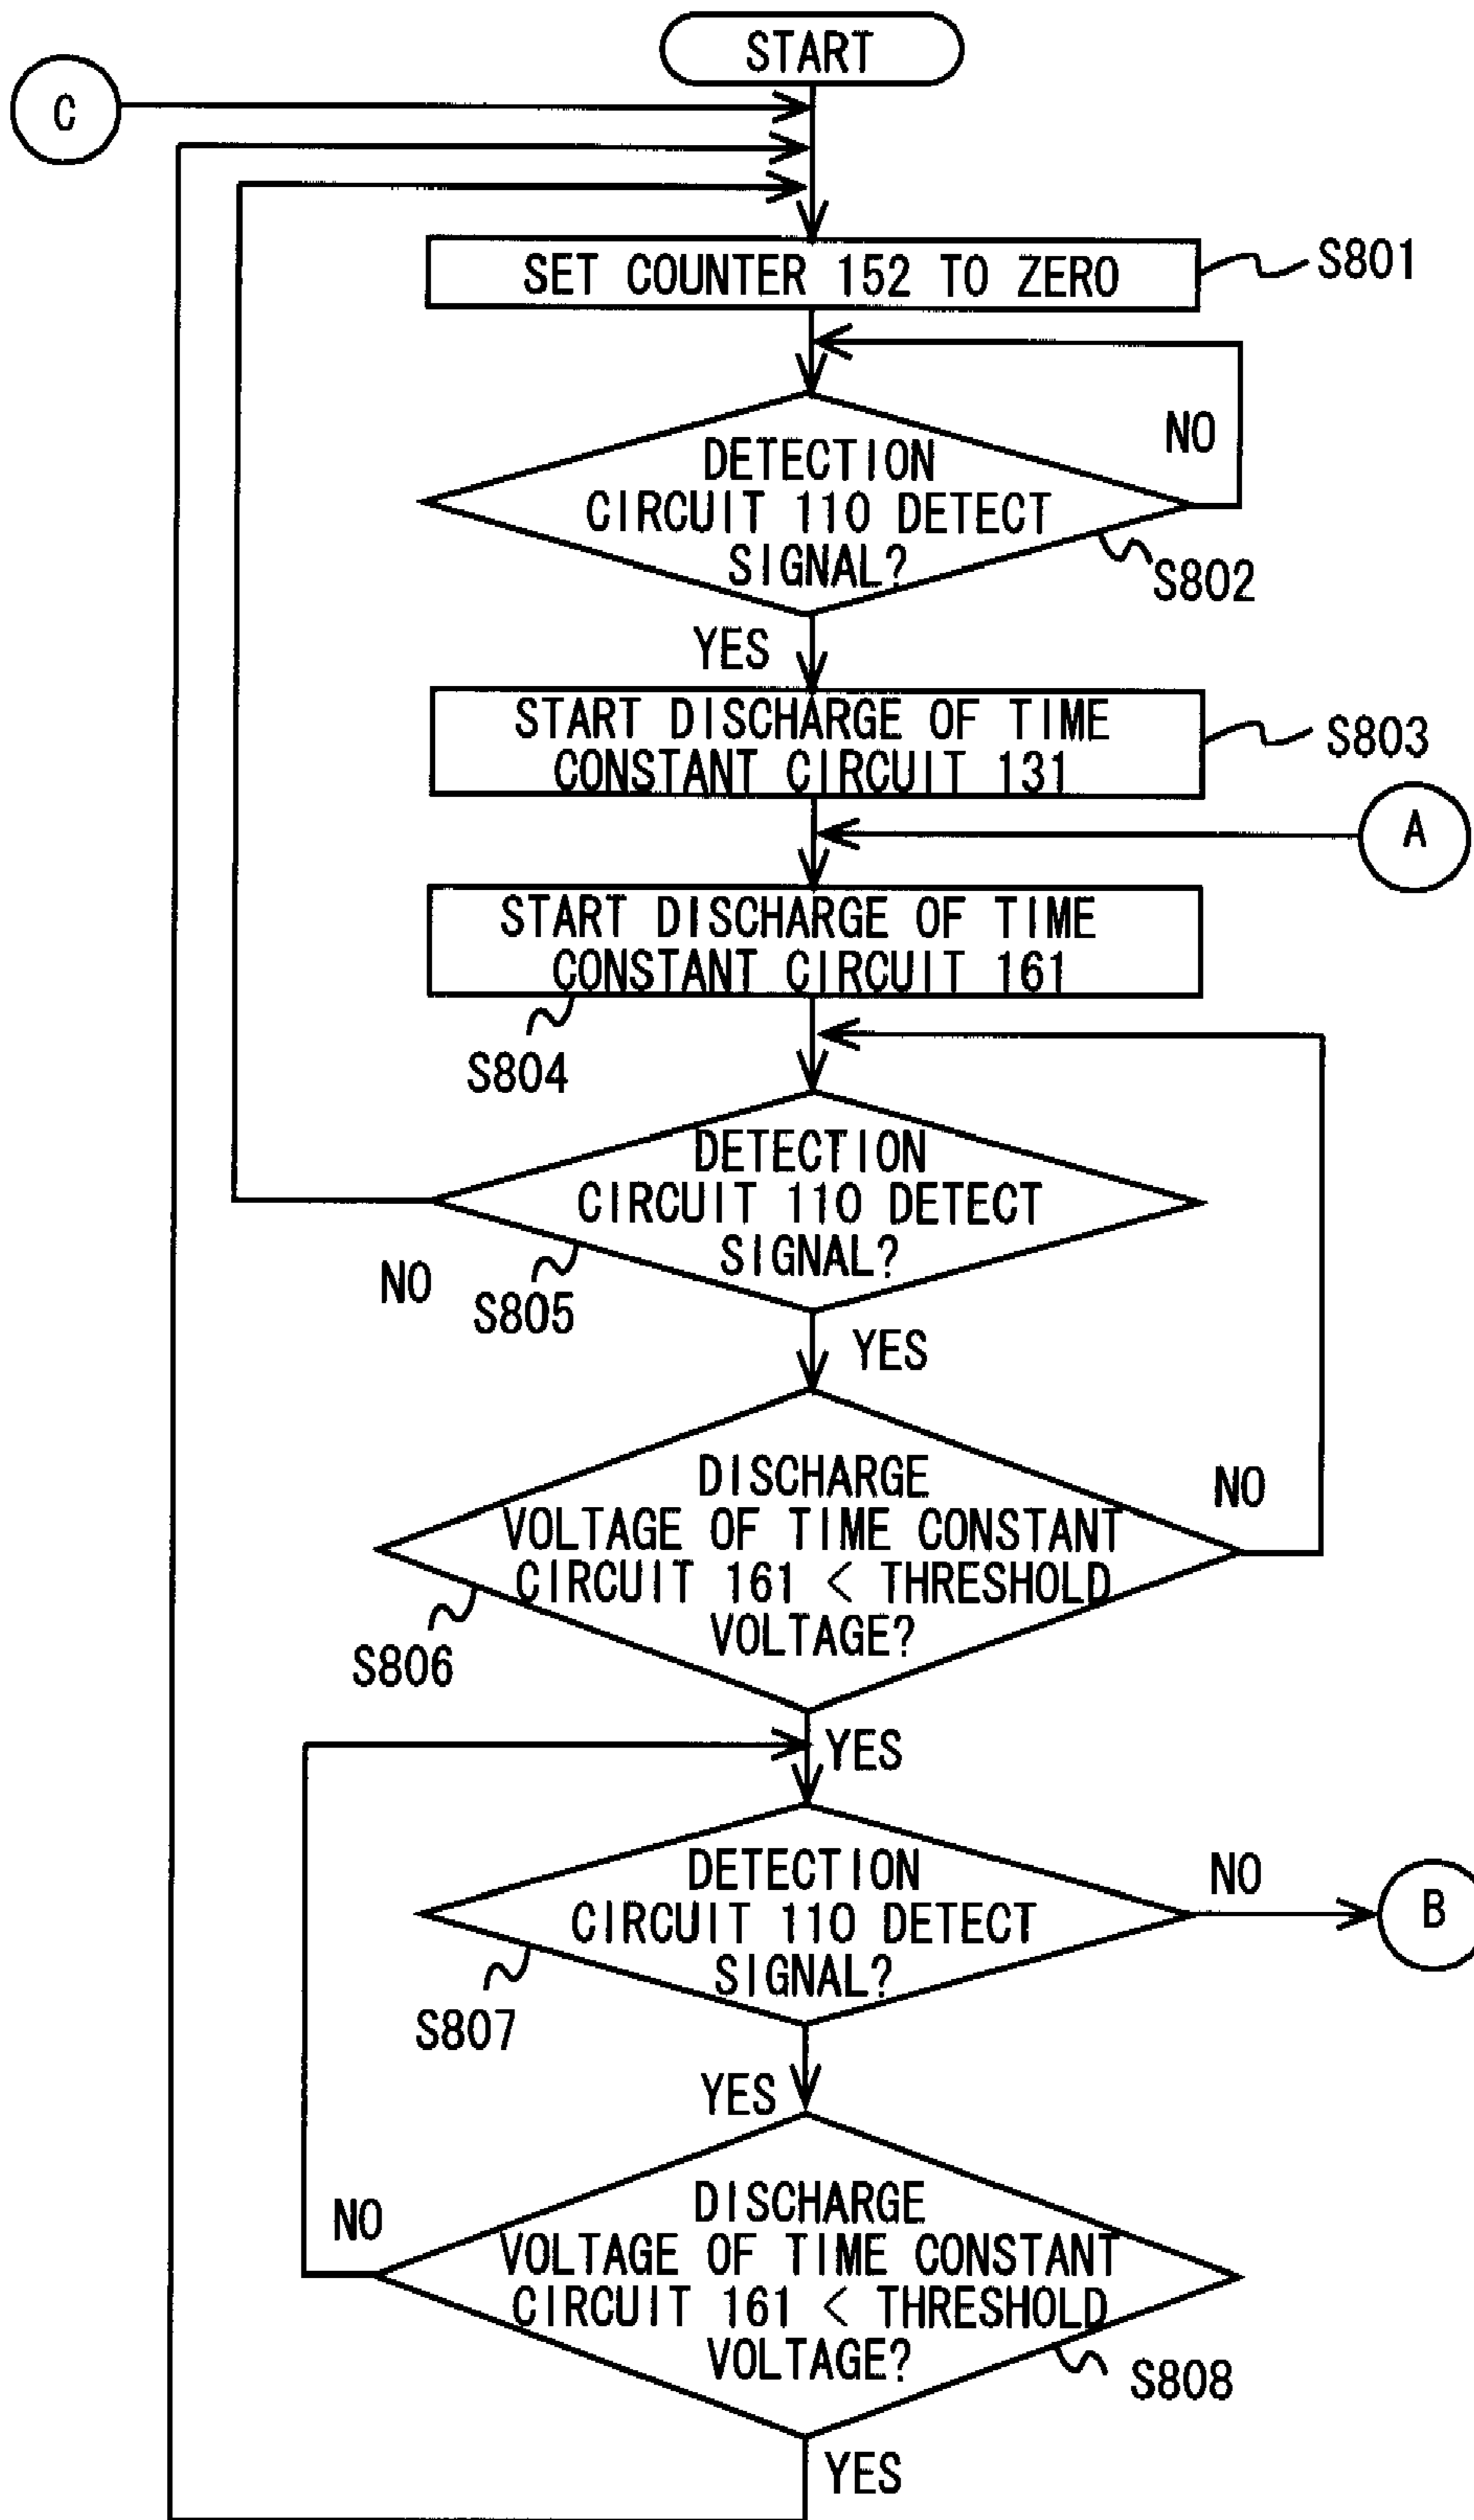 START
C
SET COUNTER 152 TO ZERO
S801
NO
DETECTION
CIRCUIT 110 DETECT
SIGNAL?
S802
YES
START DISCHARGE OF TIME
CONSTANT CIRCUIT 131
S803
A
START DISCHARGE OF TIME
CONSTANT CIRCUIT 161
S804
DETECTION
CIRCUIT 110 DETECT
SIGNAL?
NO
S805
YES
DISCHARGE
VOLTAGE OF TIME CONSTANT
CIRCUIT 161 < THRESHOLD
VOLTAGE?
NO
S806
YES
DETECTION
CIRCUIT 110 DETECT
SIGNAL?
NO
B
S807
YES
DISCHARGE
VOLTAGE OF TIME CONSTANT
CIRCUIT 161 < THRESHOLD
VOLTAGE?
NO
S808
YES